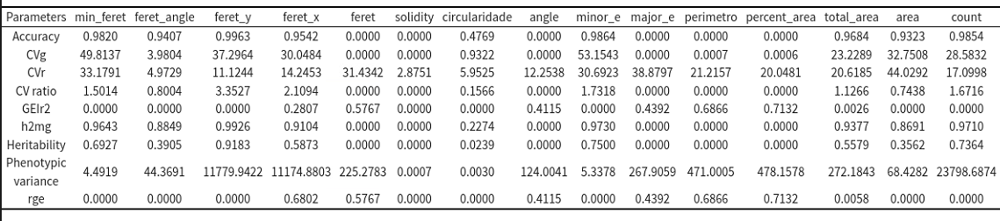 Parameters min_feret feret_angle feret_y feret_x feret solidity circularidade angle minor_e major_e perimetro percent_area total_area area count
Accuracy 0.9820 0.9407 0.9963 0.9542 0.0000 0.0000 0.4769 0.0000 0.9864 0.0000 0.0000 0.0000 0.9684 0.9323 0.9854
CVg 49.8137 3.9804 37.2964 30.0484 0.0000 0.0000 0.9322 0.0000 53.1543 0.0000 0.0007 0.0006 23.2289 32.7508 28.5832
CVr 33.1791 4.9729 11.1244 14.2453 31.4342 2.8751 5.9525 12.2538 30.6923 38.8797 21.2157 20.0481 20.6185 44.0292 17.0998
CV ratio 1.5014 0.8004 3.3527 2.1094 0.0000 0.0000 0.1566 0.0000 1.7318 0.0000 0.0000 0.0000 1.1266 0.7438 1.6716
GEIr2 0.0000 0.0000 0.0000 0.2807 0.5767 0.0000 0.0000 0.4115 0.0000 0.4392 0.6866 0.7132 0.0026 0.0000 0.0000
h2mg 0.9643 0.8849 0.9926 0.9104 0.0000 0.0000 0.2274 0.0000 0.9730 0.0000 0.0000 0.0000 0.9377 0.8691 0.9710
Heritability 0.6927 0.3905 0.9183 0.5873 0.0000 0.0000 0.0239 0.0000 0.7500 0.0000 0.0000 0.0000 0.5579 0.3562 0.7364
Phenotypic
variance 4.4919 44.3691 11779.9422 11174.8803 225.2783 0.0007 0.0030 124.0041 5.3378 267.9059 471.0005 478.1578 272.1843 68.4282 23798.6874
rge 0.0000 0.0000 0.0000 0.6802 0.5767 0.0000 0.0000 0.4115 0.0000 0.4392 0.6866 0.7132 0.0058 0.0000 0.0000